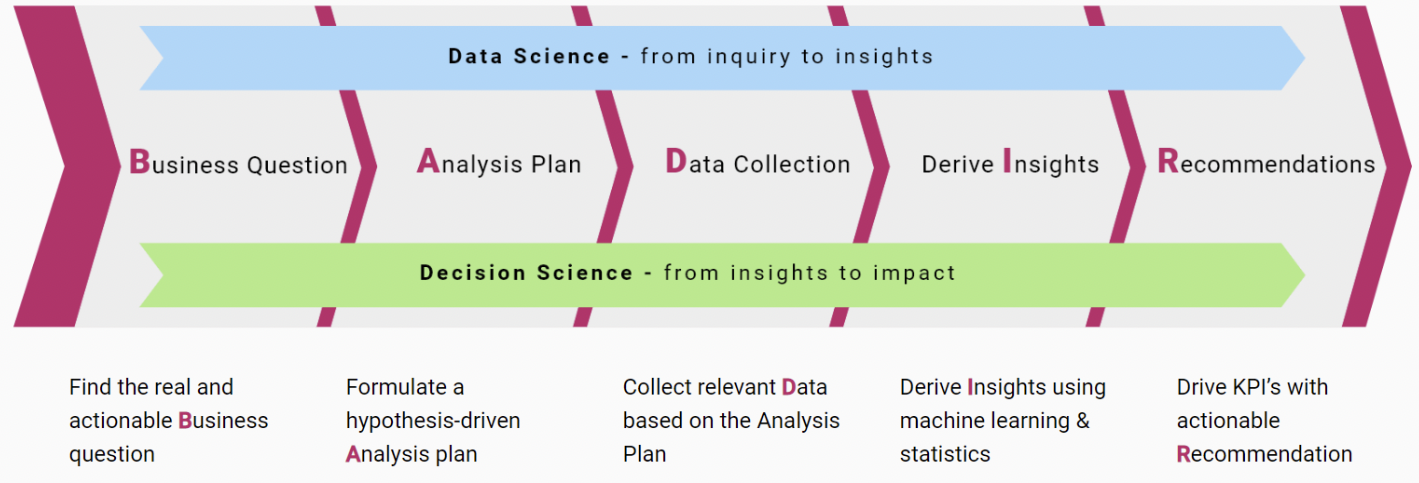 Data Science - from inquiry to insights
Business Question
Analysis Plan
Data Collection
Derive Insights
Recommendations
Decision Science - from insights to impact
Find the real and
actionable Business
question
Formulate a
hypothesis-driven
Analysis plan
Collect relevant Data
based on the Analysis
Plan
Derive Insights using
machine learning &
statistics
Drive KPI's with
actionable
Recommendation